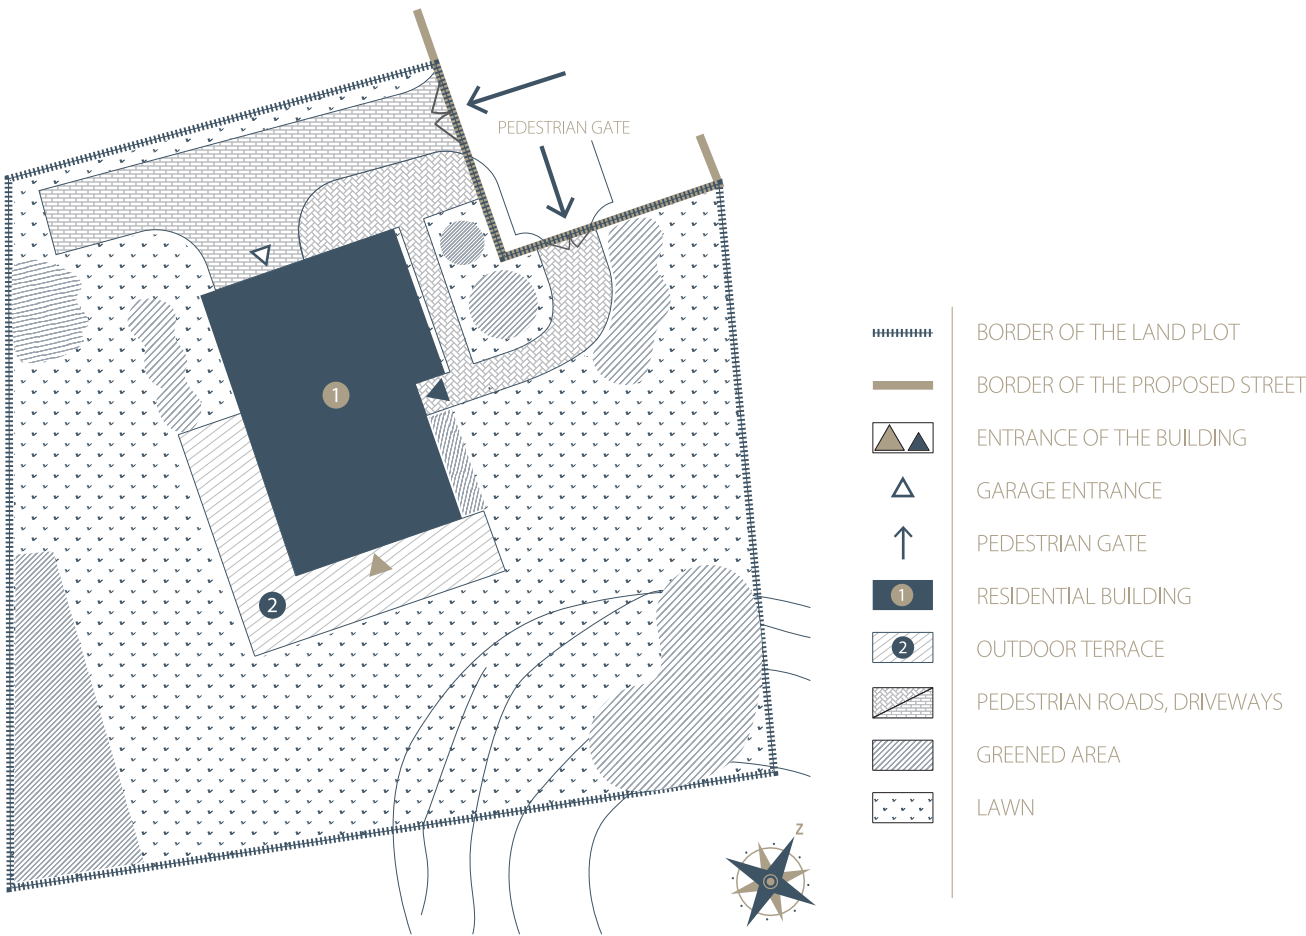 PEDESTRIAN GATE
1
2
BORDER OF THE LAND PLOT
BORDER OF THE PROPOSED STREET
ENTRANCE OF THE BUILDING
GARAGE ENTRANCE
PEDESTRIAN GATE
1 RESIDENTIAL BUILDING
2 OUTDOOR TERRACE
PEDESTRIAN ROADS, DRIVEWAYS
GREENED AREA
LAWN
Z